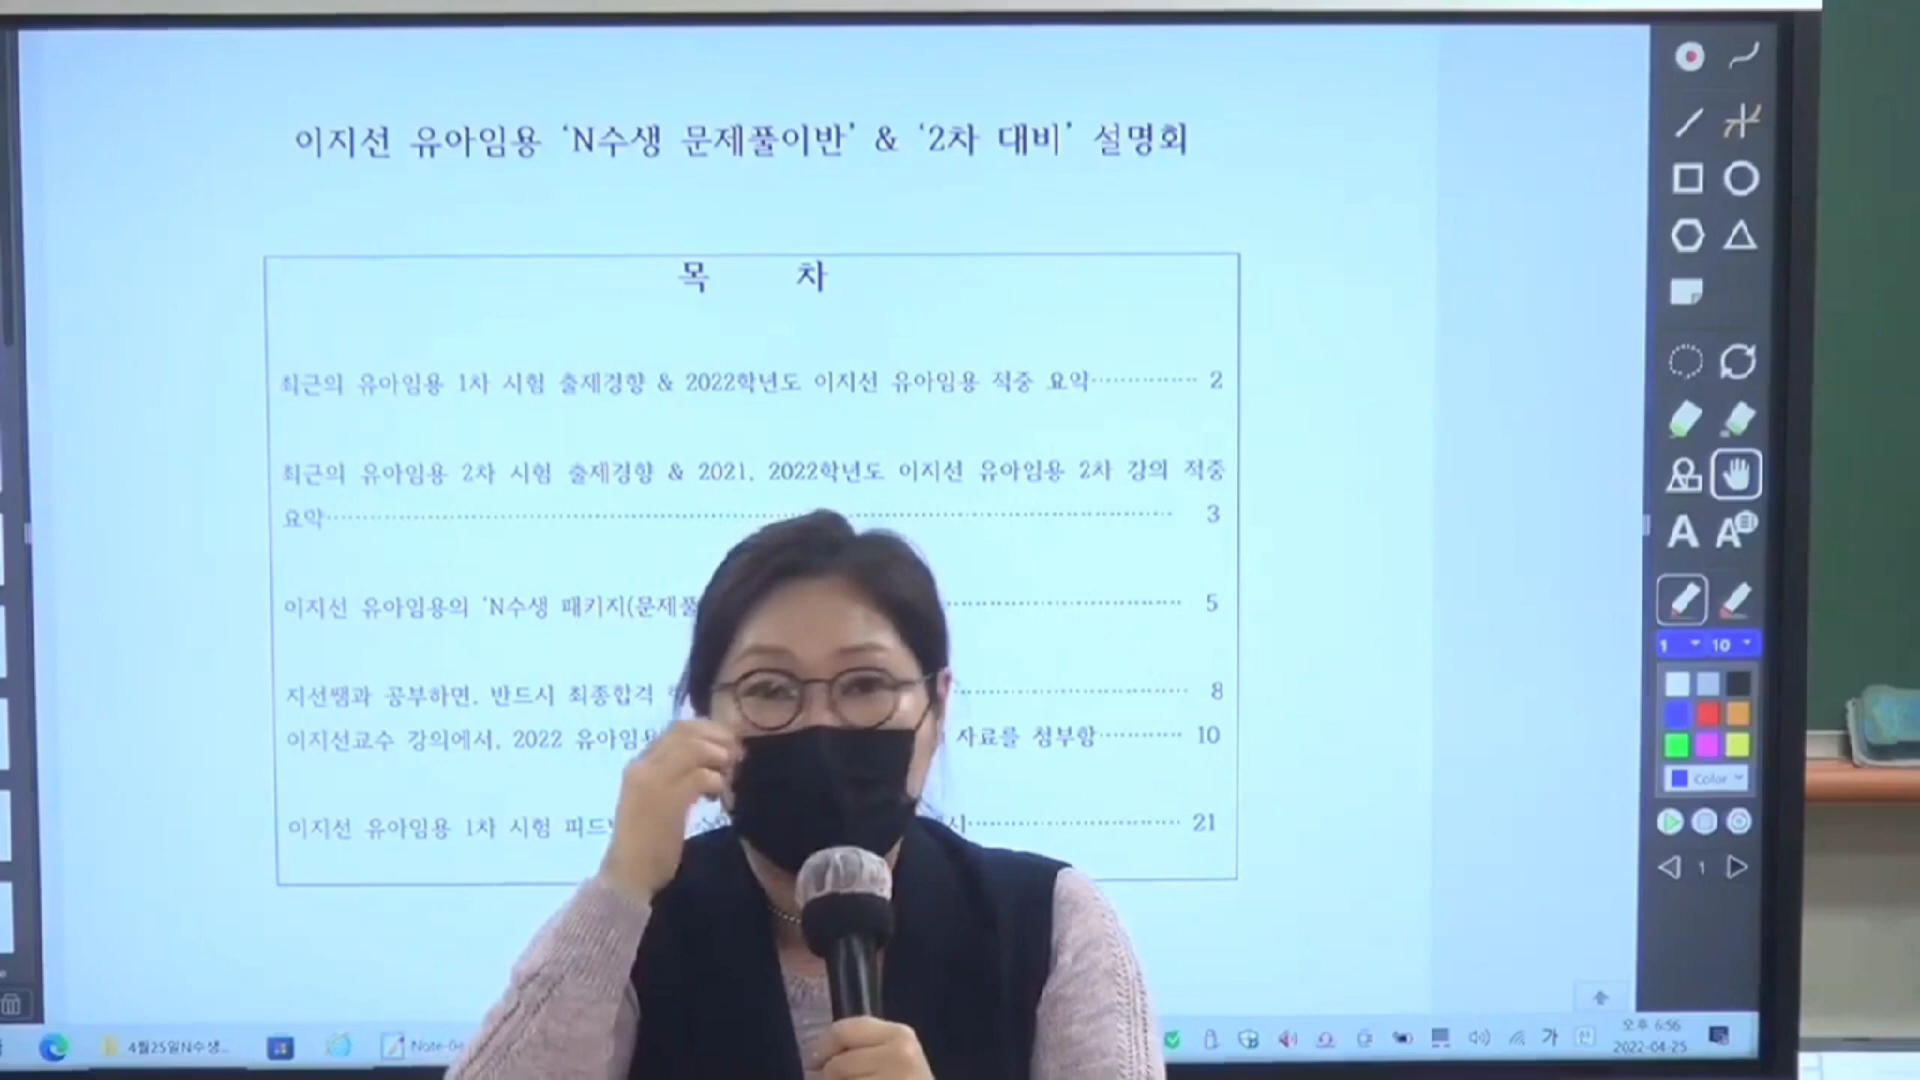 이지선 유아임용 ‘N수생 문제풀이반’ & ‘2차 대비’ 설명회
목 차
최근의 유아임용 1차 시험 출제경향 & 2022학년도 이지선 유아임용 적중 요약 2
최근의 유아임용 2차 시험 출제경향 & 2021, 2022학년도 이지선 유아임용 2차 강의 적중
요약 3
이지선 유아임용의 ‘N수생 패키지(문제풀 5
지선쌤과 공부하면, 반드시 최종합격 8
이지선교수 강의에서, 2022 유아임용 사료를 첨부함 10
이지선 유아임용 1차 시험 피드 시 21
A A
1 10
Color
1
4월25일N수생...
Note-Ge
가
오후 6:56
2022-04-25